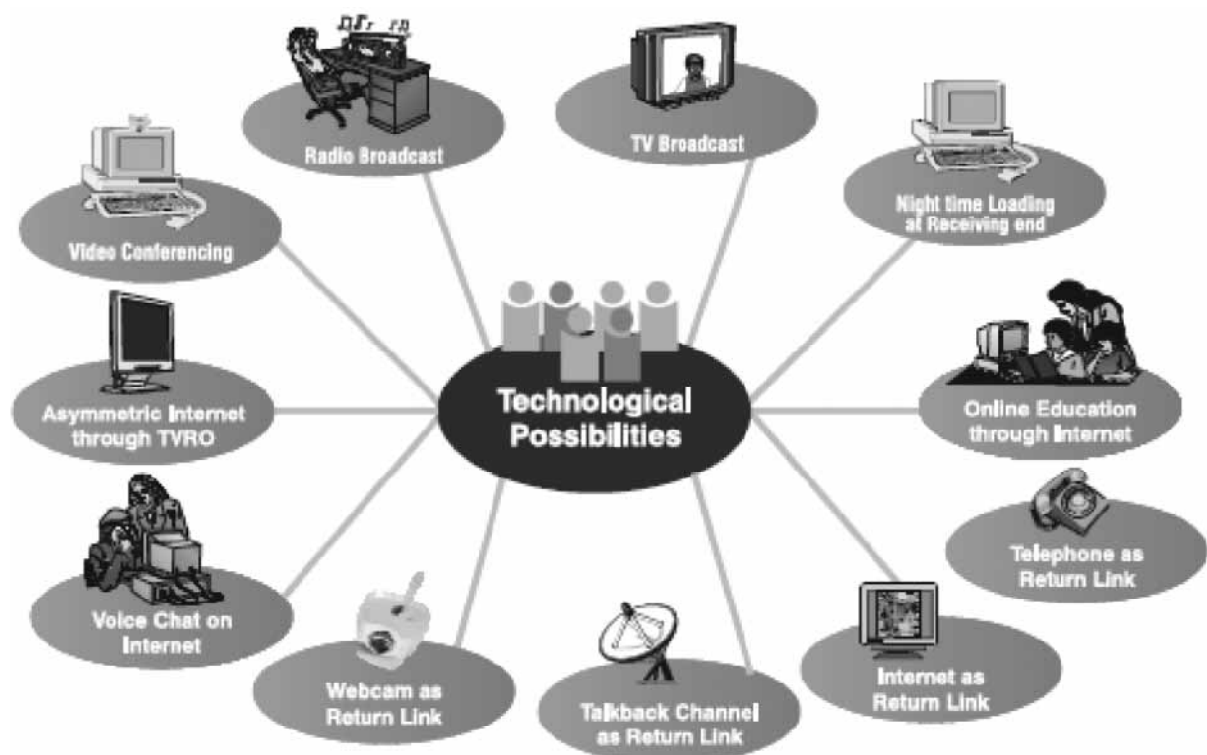 Radio Broadcast
TV Broadcast
Video Conferencing
Night time Loading
at Receiving end
Technological
Possibilities
Asymmetric Internet
through TVRO
Online Education
through Internet
Telephone as
Return Link
Voice Chat on
Internet
Webcam as
Return Link
Talkback Channel
as Return Link
Internet as
Return Link